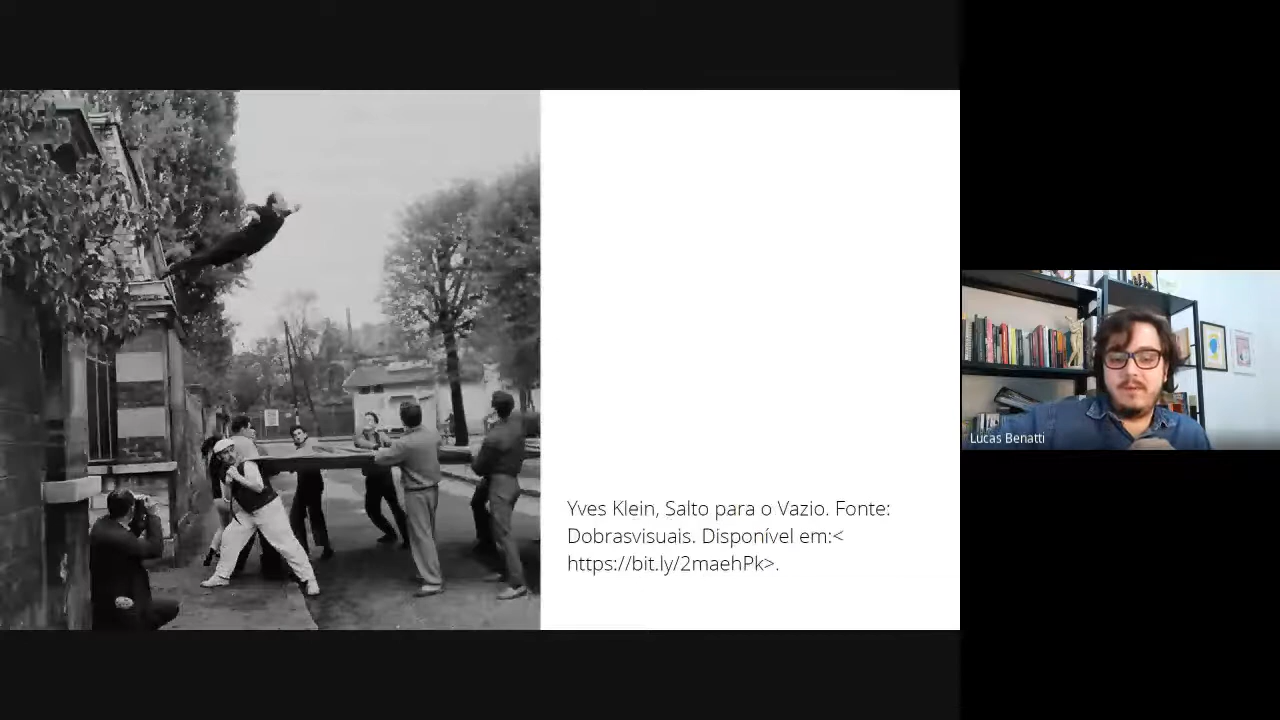 Yves Klein, Salto para o Vazio. Fonte:
Dobrasvisuais. Disponível em:<
https://bit.ly/2maehPk>.
Lucas Benatti